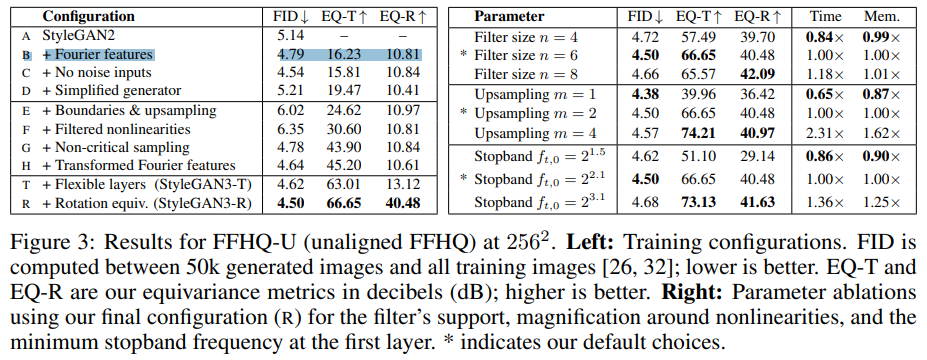 Configuration FID↓ EQ-T↑ EQ-R↑
A StyleGAN2 5.14 – –
B + Fourier features 4.79 16.23 10.81
C + No noise inputs 4.54 15.81 10.84
D + Simplified generator 5.21 19.47 10.41
E + Boundaries & upsampling 6.02 24.62 10.97
F + Filtered nonlinearities 6.35 30.60 10.81
G + Non-critical sampling 4.78 43.90 10.84
H + Transformed Fourier features 4.64 45.20 10.61
T + Flexible layers (StyleGAN3-T) 4.62 63.01 13.12
R + Rotation equiv. (StyleGAN3-R) 4.50 66.65 40.48
Parameter FID↓ EQ-T↑ EQ-R↑ Time Mem.
Filter size n = 4 4.72 57.49 39.70 0.84× 0.99×
* Filter size n = 6 4.50 66.65 40.48 1.00× 1.00×
Filter size n = 8 4.66 65.57 42.09 1.18× 1.01×
Upsampling m = 1 4.38 39.96 36.42 0.65× 0.87×
* Upsampling m = 2 4.50 66.65 40.48 1.00× 1.00×
Upsampling m = 4 4.57 74.21 40.97 2.31× 1.62×
Stopband f_{t,0} = 2^{1.5} 4.62 51.10 29.14 0.86× 0.90×
* Stopband f_{t,0} = 2^{2.1} 4.50 66.65 40.48 1.00× 1.00×
Stopband f_{t,0} = 2^{3.1} 4.68 73.13 41.63 1.36× 1.25×
Figure 3: Results for FFHQ-U (unaligned FFHQ) at 256². Left: Training configurations. FID is
computed between 50k generated images and all training images [26, 32]; lower is better. EQ-T and
EQ-R are our equivariance metrics in decibels (dB); higher is better. Right: Parameter ablations
using our final configuration (R) for the filter's support, magnification around nonlinearities, and the
minimum stopband frequency at the first layer. * indicates our default choices.